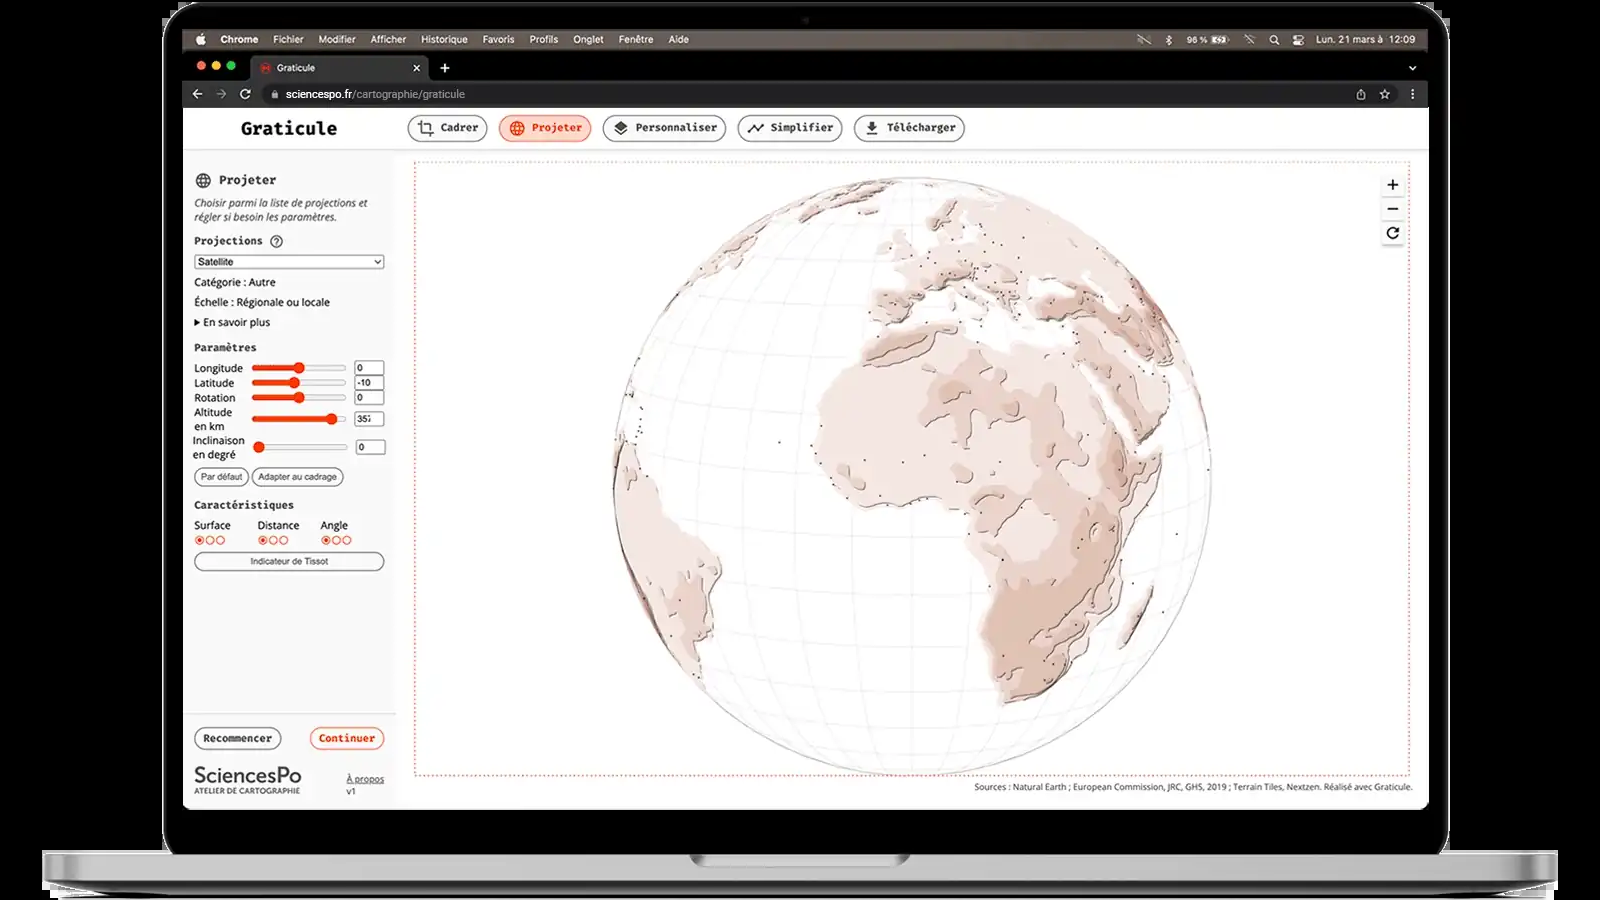 Chrome Fichier Modifier Afficher Historique Favoris Profils Onglet Fenêtre Aide 96 % Lun. 21 mars à 12:09
Graticule
sciencespo.fr/cartographie/graticule
Graticule Cadrer Projeter Personnaliser Simplifier Télécharger
Projeter
Choisir parmi la liste de projections et
régler si besoin les paramètres.
Projections ?
Satellite
Catégorie : Autre
Échelle : Régionale ou locale
En savoir plus
Paramètres
Longitude 0
Latitude -10
Rotation 0
Altitude
en km 357
Inclinaison
en degré 0
Par défaut Adapter au cadrage
Caractéristiques
Surface Distance Angle
Indicateur de Tissot
Recommencer Continuer
SciencesPo
ATELIER DE CARTOGRAPHIE
À propos
v1
Sources : Natural Earth ; European Commission, JRC, GHS, 2019 ; Terrain Tiles, Nextzen. Réalisé avec Graticule.